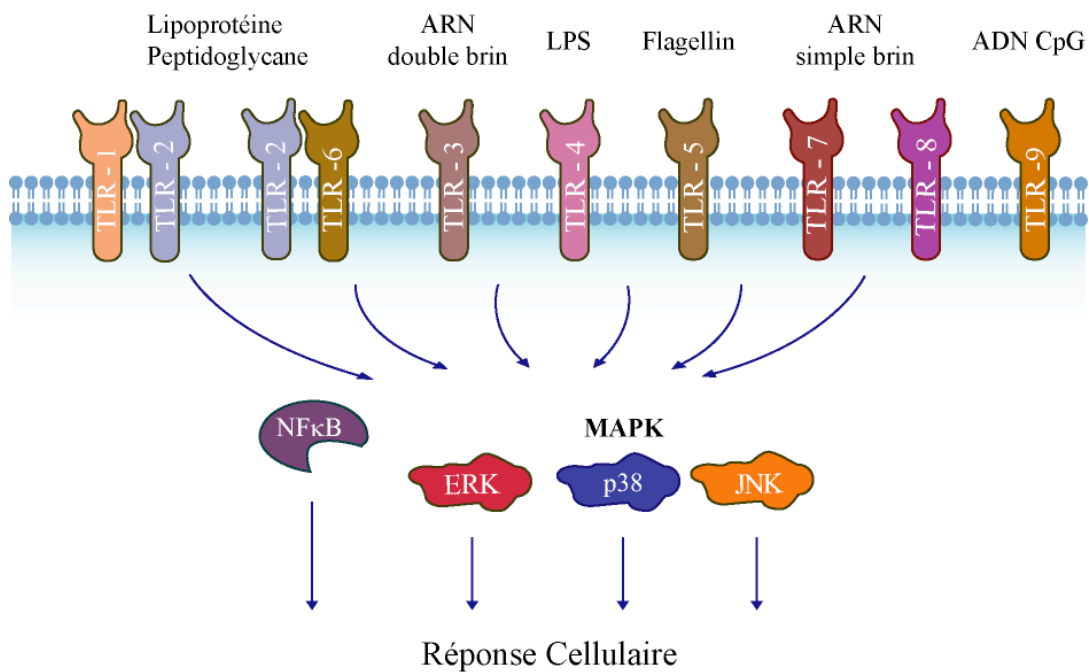 Lipoprotéine
Peptidoglycane
ARN
double brin
LPS
Flagellin
ARN
simple brin
ADN CpG
TLR - 1
TLR - 2
TLR - 2
TLR - 6
TLR - 3
TLR - 4
TLR - 5
TLR - 7
TLR - 8
TLR - 9
NFκB
MAPK
ERK
p38
JNK
Réponse Cellulaire